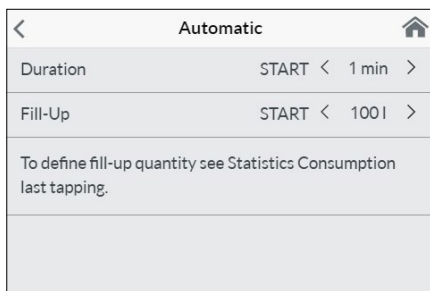 Automatic
Duration START < 1 min >
Fill-Up START < 100 l >
To define fill-up quantity see Statistics Consumption
last tapping.